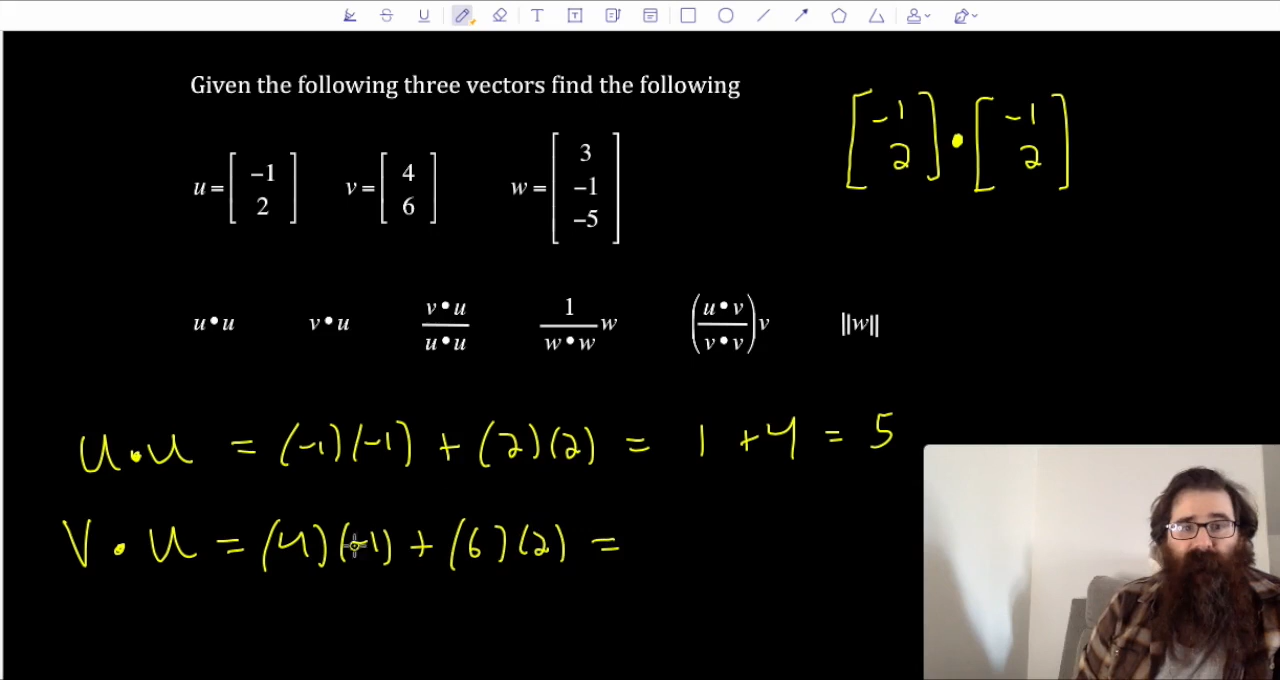 Given the following three vectors find the following
u = [-1 2] v = [4 6] w = [3 -1 -5]
[-1 2] • [-1 2]
u • u v • u v • u / u • u 1 / w • w w (u • v / v • v) v ||w||
u • u = (-1)(-1) + (2)(2) = 1 + 4 = 5
v • u = (4)(-1) + (6)(2) =